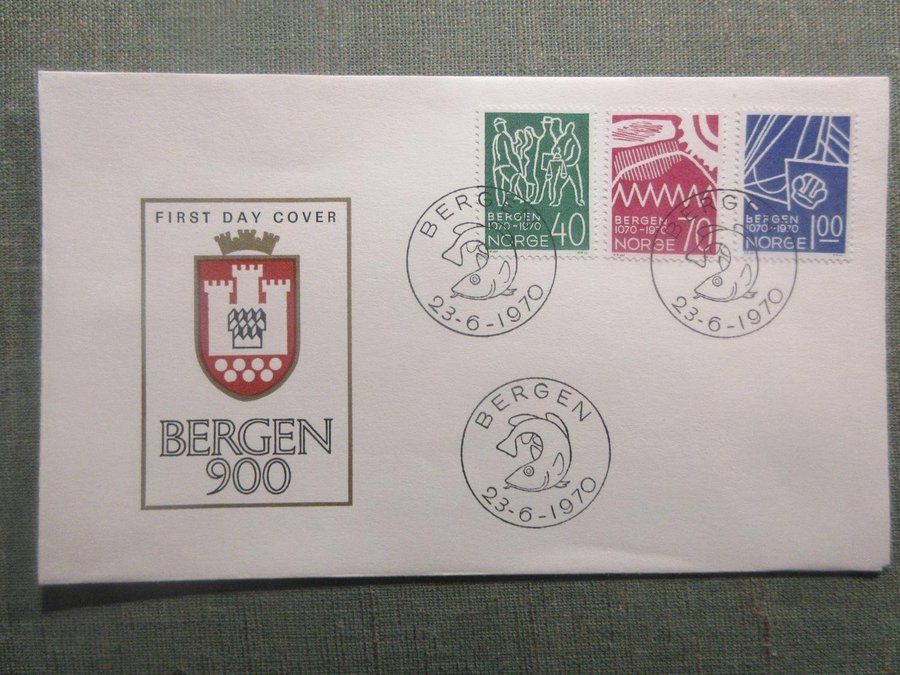 FIRST DAY COVER
BERGEN
900
BERGEN
1070-1970
NORGE 40
BERGEN
1070-1970
NORGE 70
BERGEN
1070-1970
NORGE 1.00
BERGEN
23-6-1970
BERGEN
23-6-1970
BERGEN
23-6-1970